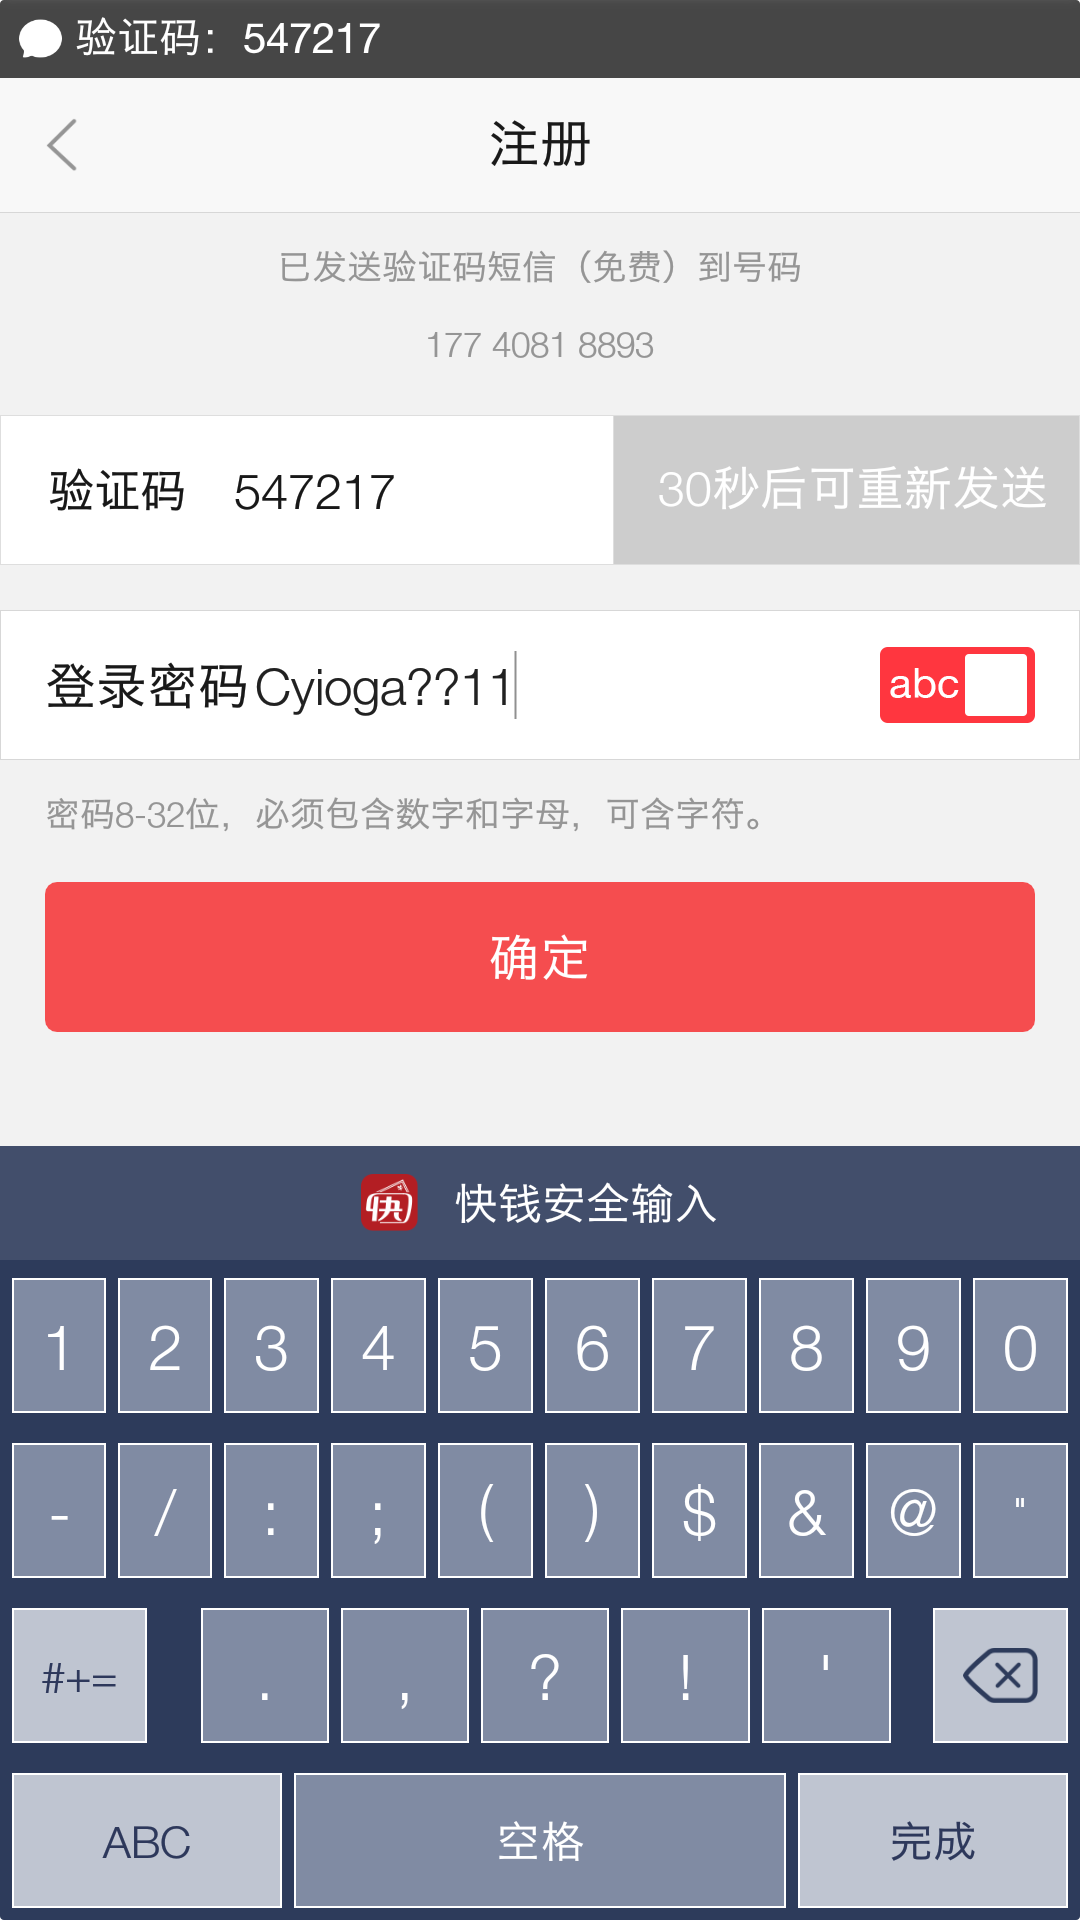 验证码：547217
注册
已发送验证码短信（免费）到号码
177 4081 8893
验证码 547217 30秒后可重新发送
登录密码 Cyioga??11 abc
密码8-32位，必须包含数字和字母，可含字符。
确定
快 快钱安全输入
1 2 3 4 5 6 7 8 9 0
- / : ; ( ) $ & @ "
#+= . , ? ! '
ABC 空格 完成